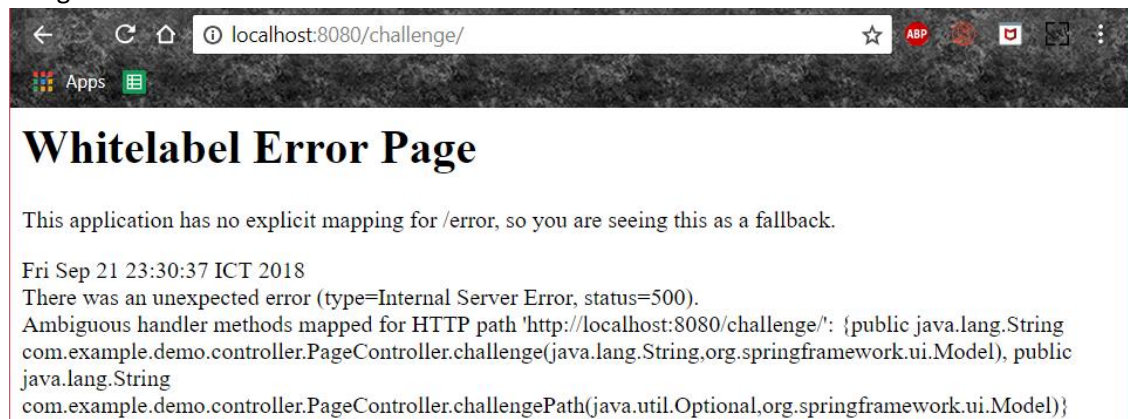 localhost:8080/challenge/
ABP
Apps
Whitelabel Error Page
This application has no explicit mapping for /error, so you are seeing this as a fallback.
Fri Sep 21 23:30:37 ICT 2018
There was an unexpected error (type=Internal Server Error, status=500).
Ambiguous handler methods mapped for HTTP path 'http://localhost:8080/challenge/': {public java.lang.String
com.example.demo.controller.PageController.challenge(java.lang.String,org.springframework.ui.Model), public
java.lang.String
com.example.demo.controller.PageController.challengePath(java.util.Optional,org.springframework.ui.Model)}